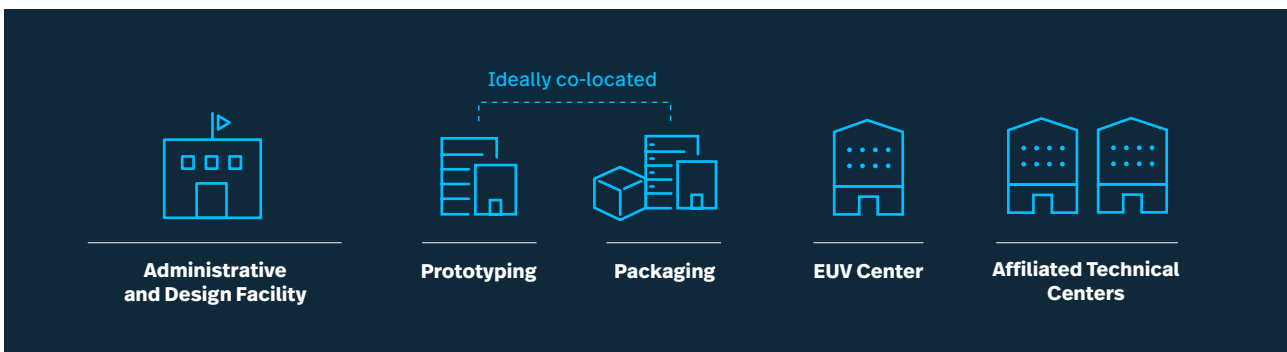 Ideally co-located
Administrative
and Design Facility
Prototyping
Packaging
EUV Center
Affiliated Technical
Centers